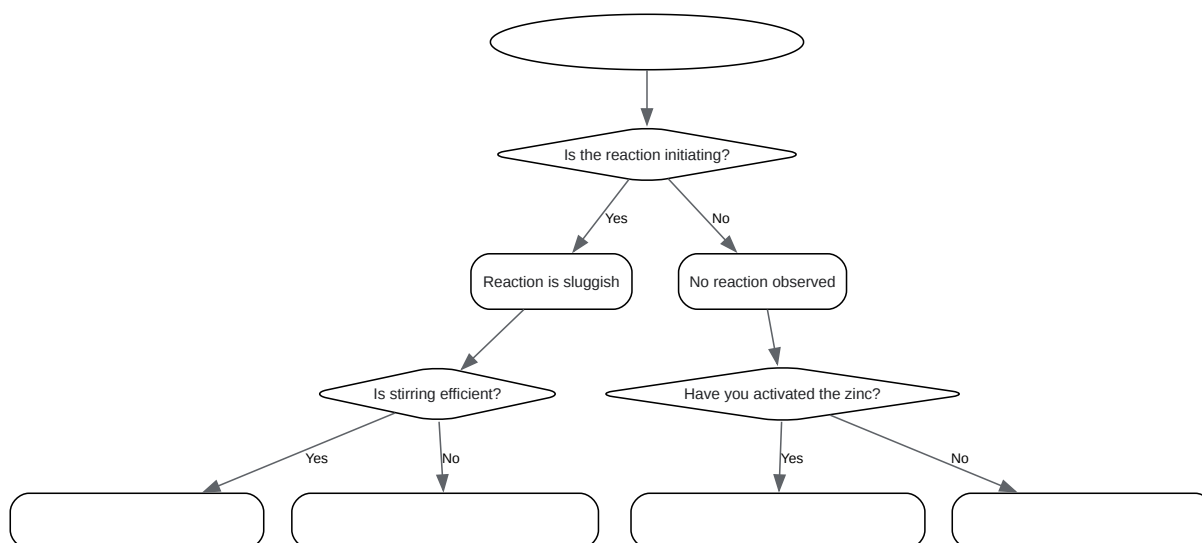 Is the reaction initiating?
Yes
No
Reaction is sluggish
No reaction observed
Is stirring efficient?
Have you activated the zinc?
Yes
No
Yes
No